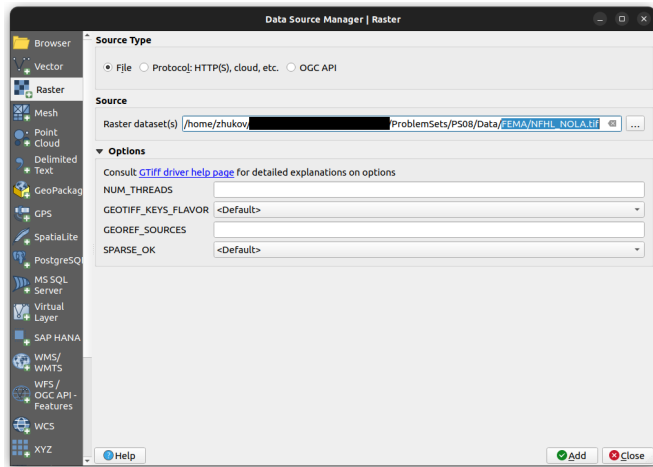 Data Source Manager | Raster
Browser
Vector
Raster
Mesh
Point
Cloud
Delimited
Text
GeoPackag
GPS
SpatiaLite
PostgreSQL
MS SQL
Server
Virtual
Layer
SAP HANA
WMS/
WMTS
WFS /
OGC API -
Features
WCS
XYZ
Source Type
File Protocol: HTTP(S), cloud, etc. OGC API
Source
Raster dataset(s) /home/zhukov/ /ProblemSets/PS08/Data/FEMA/NFHL_NOLA.tif ...
Options
Consult GTiff driver help page for detailed explanations on options
NUM_THREADS
GEOTIFF_KEYS_FLAVOR <Default>
GEOREF_SOURCES
SPARSE_OK <Default>
Help Add Close